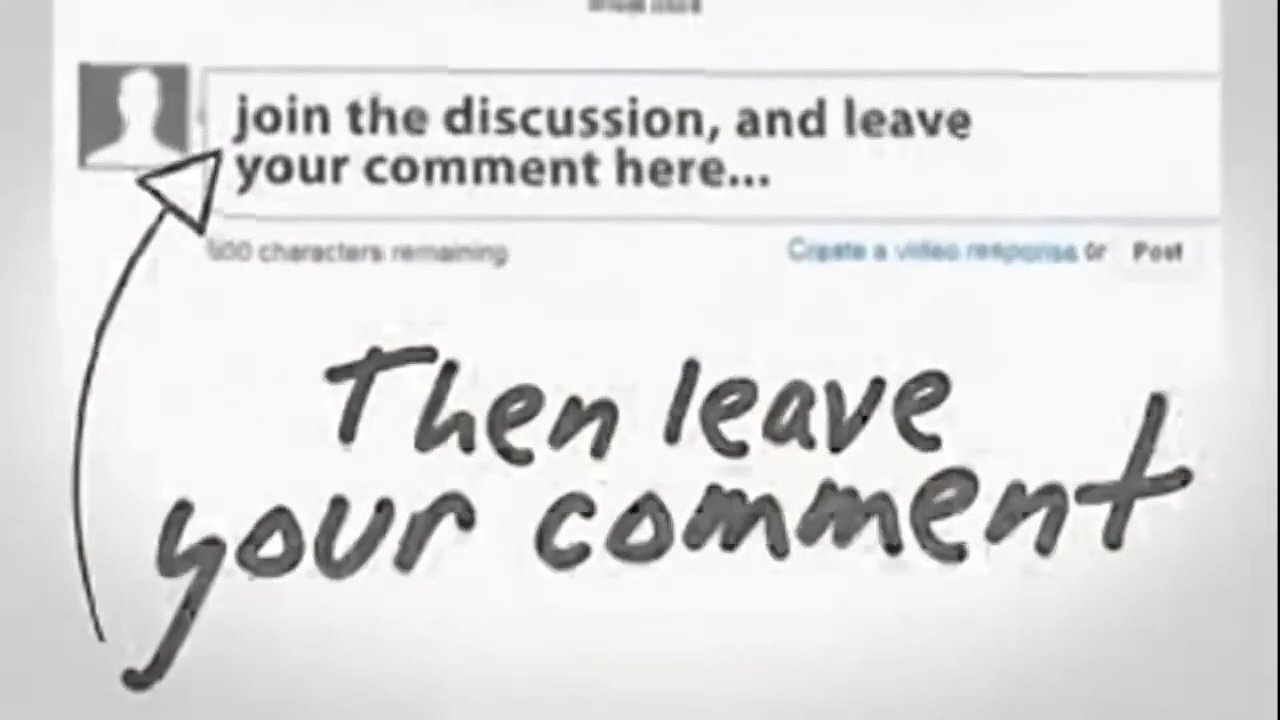 join the discussion, and leave
your comment here...
500 characters remaining
Create a video response or Post
Then leave
your comment